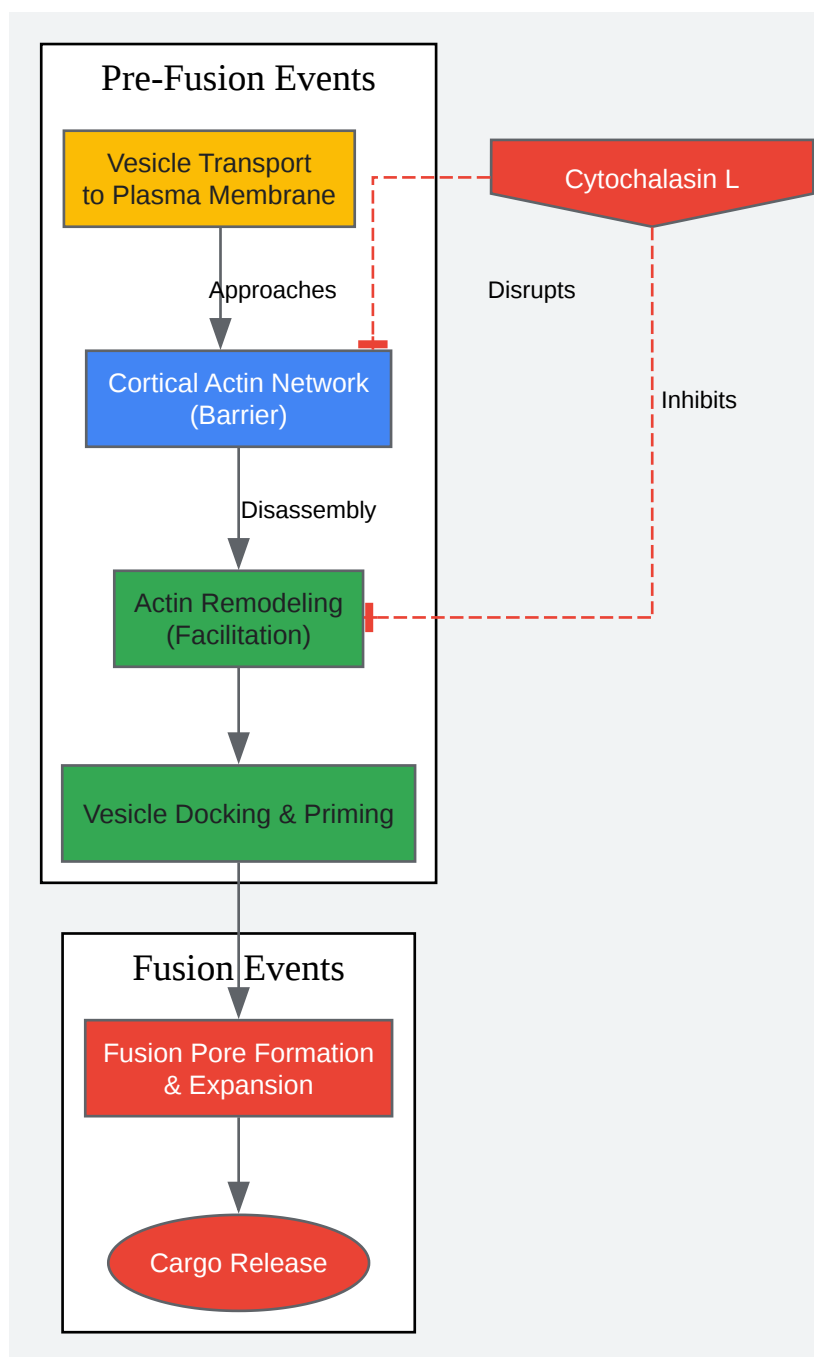 Pre-Fusion Events
Vesicle Transport
to Plasma Membrane
Cytochalasin L
Approaches
Disrupts
Cortical Actin Network
(Barrier)
Inhibits
Disassembly
Actin Remodeling
(Facilitation)
Vesicle Docking & Priming
Fusion Events
Fusion Pore Formation
& Expansion
Cargo Release